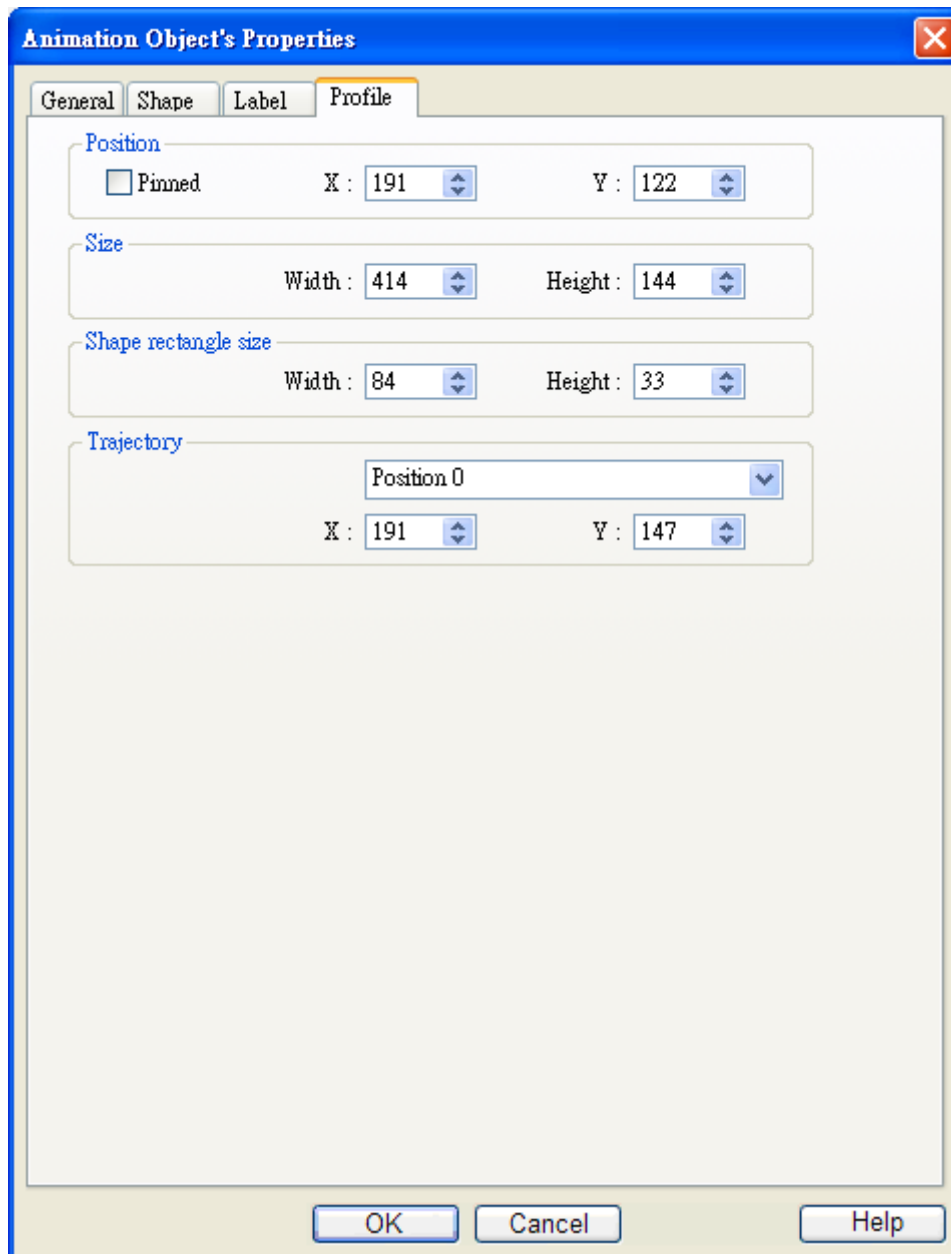 Animation Object's Properties
General Shape Label Profile
Position
Pinned X : 191 Y : 122
Size
Width : 414 Height : 144
Shape rectangle size
Width : 84 Height : 33
Trajectory
Position 0
X : 191 Y : 147
OK Cancel Help